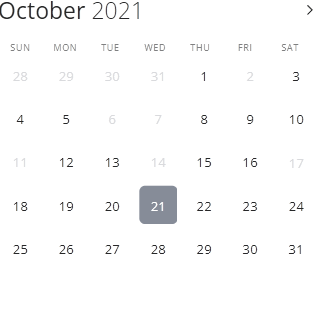 October 2021
SUN MON TUE WED THU FRI SAT
28 29 30 31 1 2 3
4 5 6 7 8 9 10
11 12 13 14 15 16 17
18 19 20 21 22 23 24
25 26 27 28 29 30 31